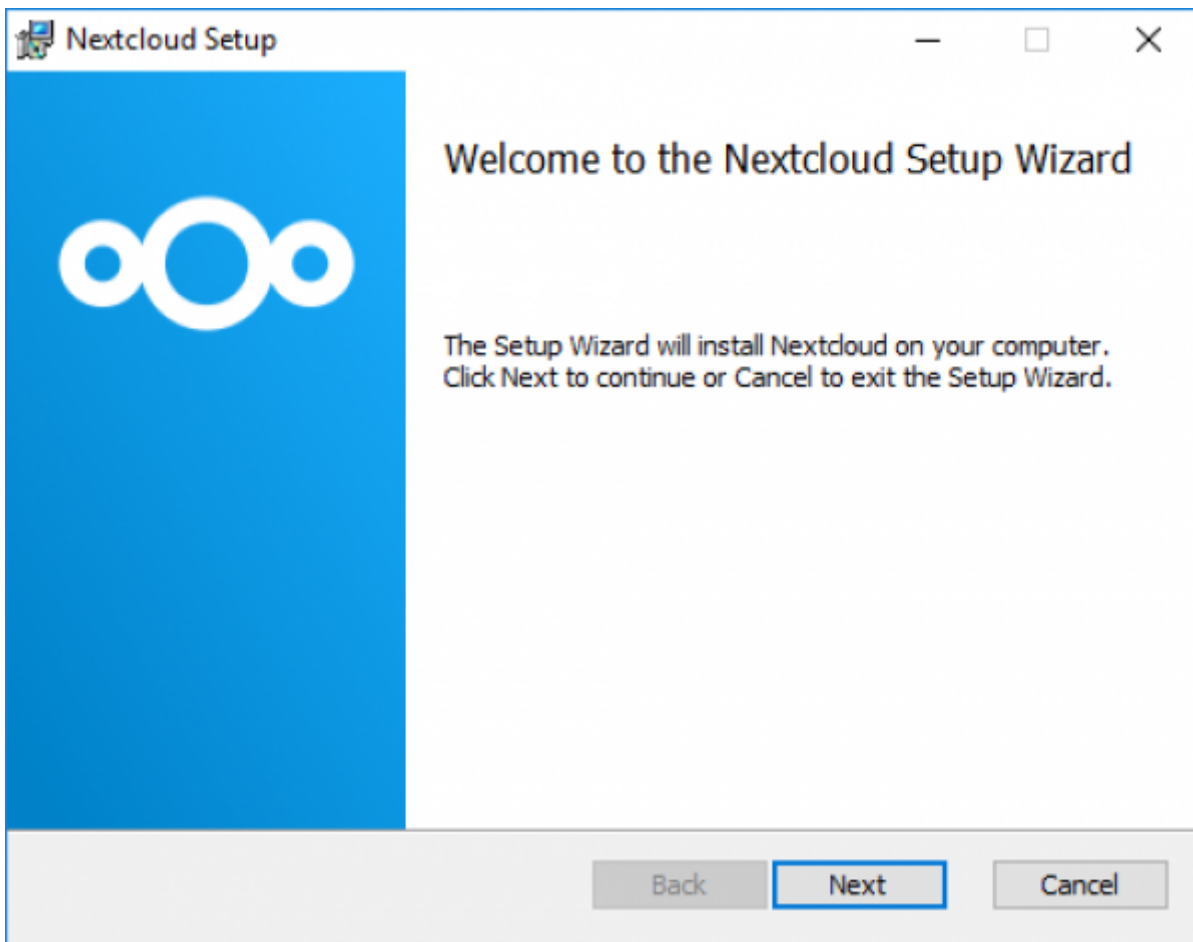 Nextcloud Setup
Welcome to the Nextcloud Setup Wizard
The Setup Wizard will install Nextcloud on your computer.
Click Next to continue or Cancel to exit the Setup Wizard.
Back Next Cancel